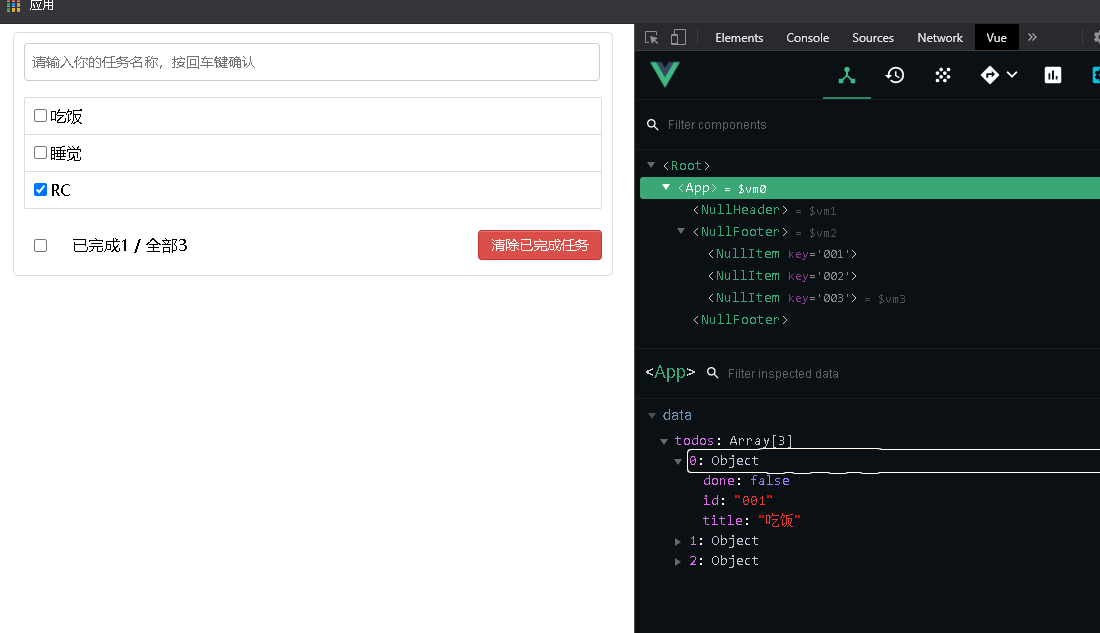 应用
请输入你的任务名称，按回车键确认
吃饭
睡觉
RC
已完成1 / 全部3
清除已完成任务
Elements Console Sources Network Vue »
Filter components
<Root>
<App> = $vm0
<NullHeader> = $vm1
<NullFooter> = $vm2
<NullItem key='001'>
<NullItem key='002'>
<NullItem key='003'> = $vm3
<NullFooter>
<App> Filter inspected data
data
todos: Array[3]
0: Object
done: false
id: "001"
title: "吃饭"
1: Object
2: Object